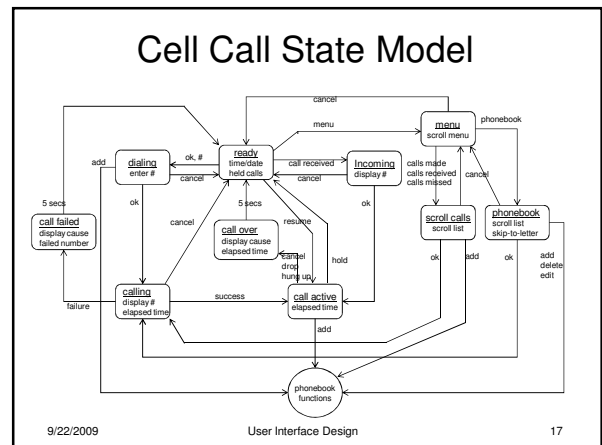 Cell Call State Model
cancel
menu
menu
scroll menu
phonebook
add
dialing
enter #
ok, #
cancel
ready
time/date
held calls
call received
cancel
Incoming
display #
calls made
calls received
calls missed
cancel
5 secs
ok
cancel
5 secs
resume
ok
call failed
display cause
failed number
call over
display cause
elapsed time
cancel
drop
hung up
hold
scroll calls
scroll list
phonebook
scroll list
skip-to-letter
ok
add
ok
add
delete
edit
failure
calling
display #
elapsed time
success
call active
elapsed time
add
phonebook
functions
9/22/2009
User Interface Design
17